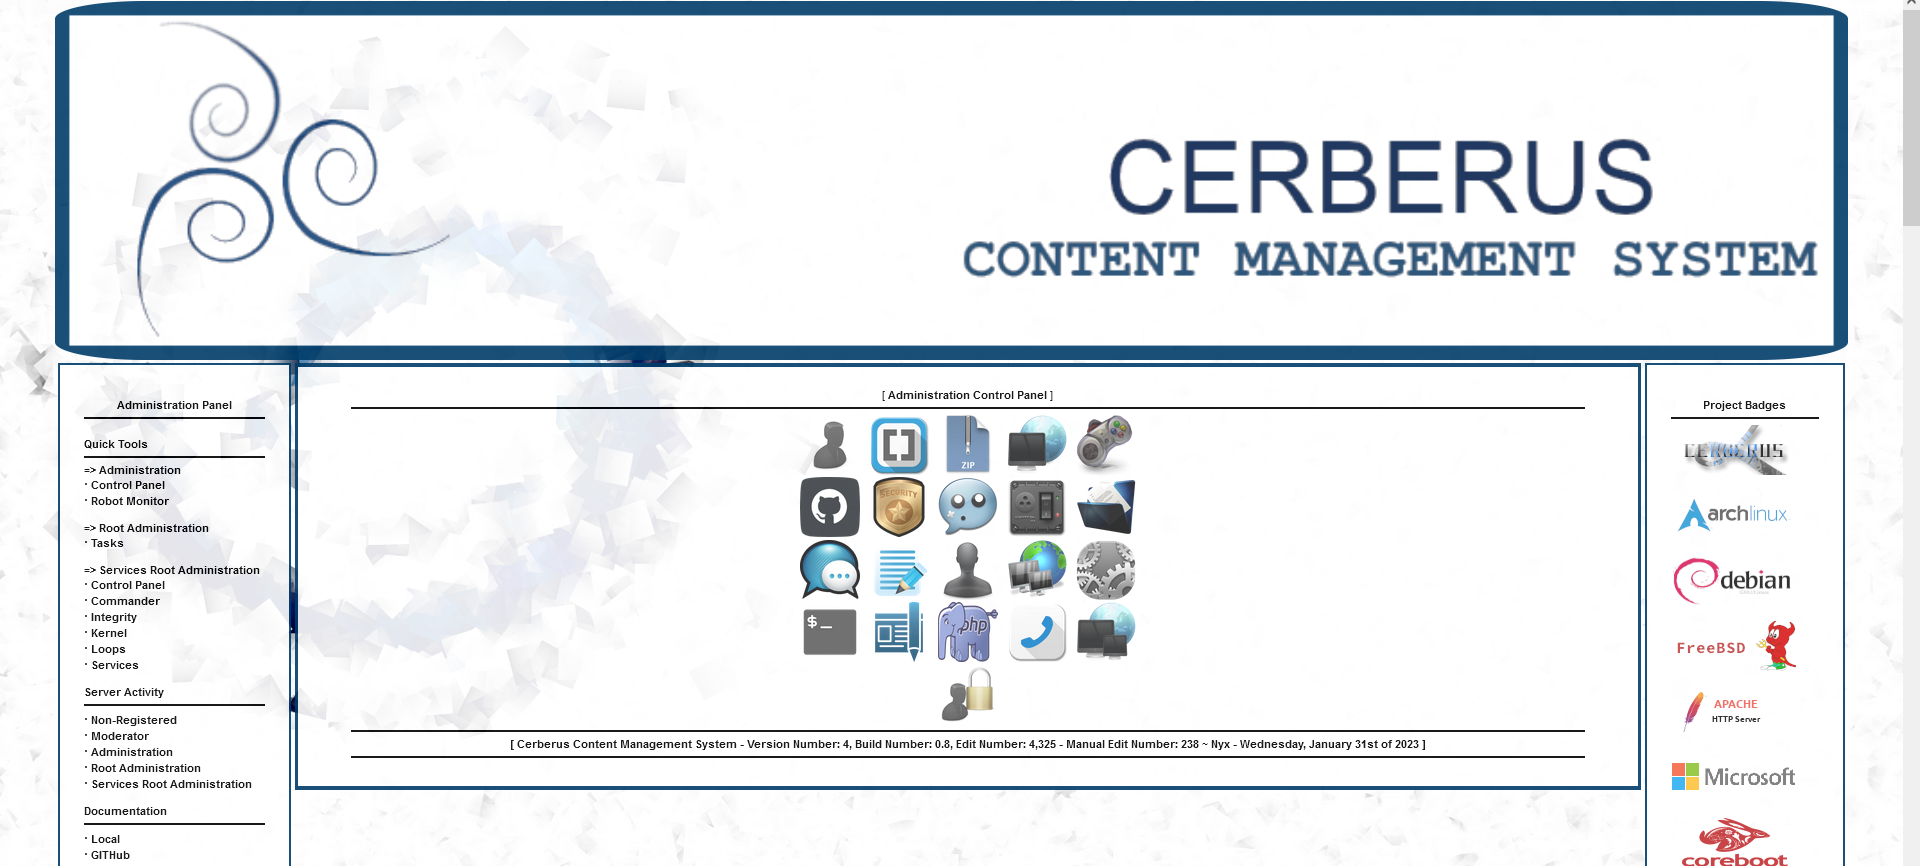 CERBERUS
CONTENT MANAGEMENT SYSTEM
Administration Panel
Quick Tools
=> Administration
· Control Panel
· Robot Monitor
=> Root Administration
· Tasks
=> Services Root Administration
· Control Panel
· Commander
· Integrity
· Kernel
· Loops
· Services
Server Activity
· Non-Registered
· Moderator
· Administration
· Root Administration
· Services Root Administration
Documentation
· Local
· GITHub
[ Administration Control Panel ]
ZIP
SECURITY
$ _
php
[ Cerberus Content Management System - Version Number: 4, Build Number: 0.8, Edit Number: 4,325 - Manual Edit Number: 238 ~ Nyx - Wednesday, January 31st of 2023 ]
Project Badges
CERBERUS
archlinux
debian
FreeBSD
APACHE
HTTP Server
Microsoft
coreboot